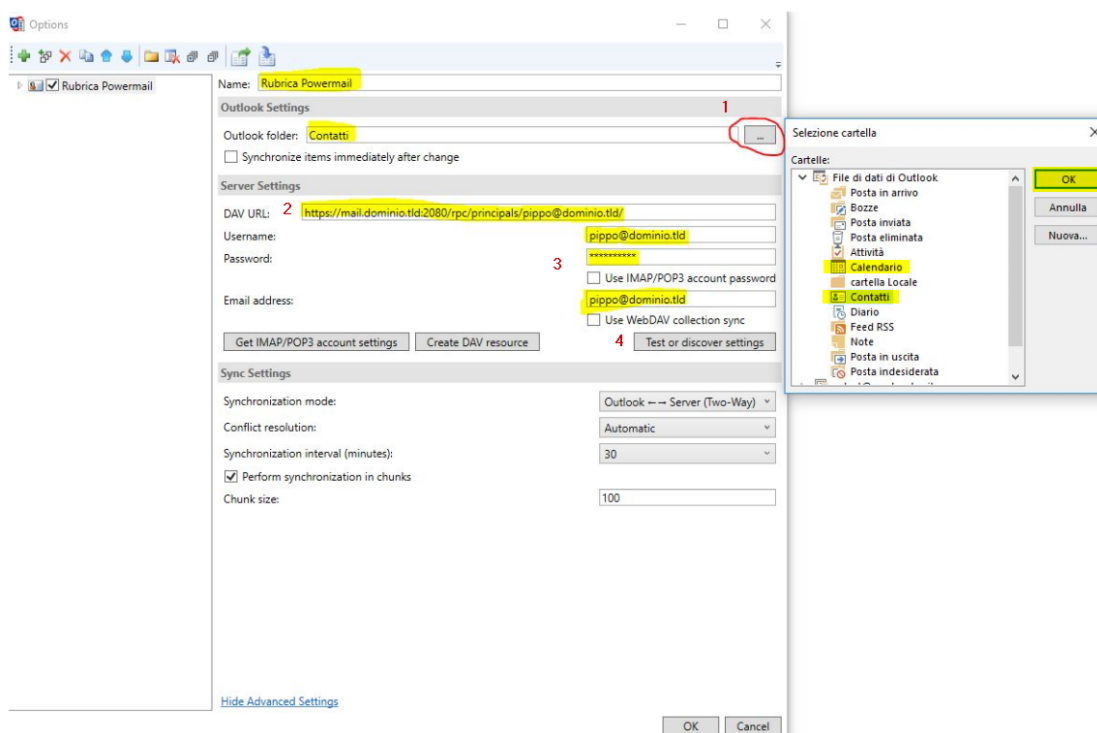 Options
Rubrica Powermail
Name: Rubrica Powermail
Outlook Settings
1
Outlook folder: Contatti ...
Synchronize items immediately after change
Server Settings
DAV URL: 2 https://mail.dominio.tld:2080/rpc/principals/pippo@dominio.tld/
Username: pippo@dominio.tld
Password: **********
3
Use IMAP/POP3 account password
Email address: pippo@dominio.tld
Use WebDAV collection sync
Get IMAP/POP3 account settings Create DAV resource 4 Test or discover settings
Sync Settings
Synchronization mode: Outlook ←→ Server (Two-Way)
Conflict resolution: Automatic
Synchronization interval (minutes): 30
Perform synchronization in chunks
Chunk size: 100
Hide Advanced Settings
OK Cancel
Selezione cartella
Cartelle:
File di dati di Outlook
Posta in arrivo
Bozze
Posta inviata
Posta eliminata
Attività
Calendario
cartella Locale
Contatti
Diario
Feed RSS
Note
Posta in uscita
Posta indesiderata
OK
Annulla
Nuova...